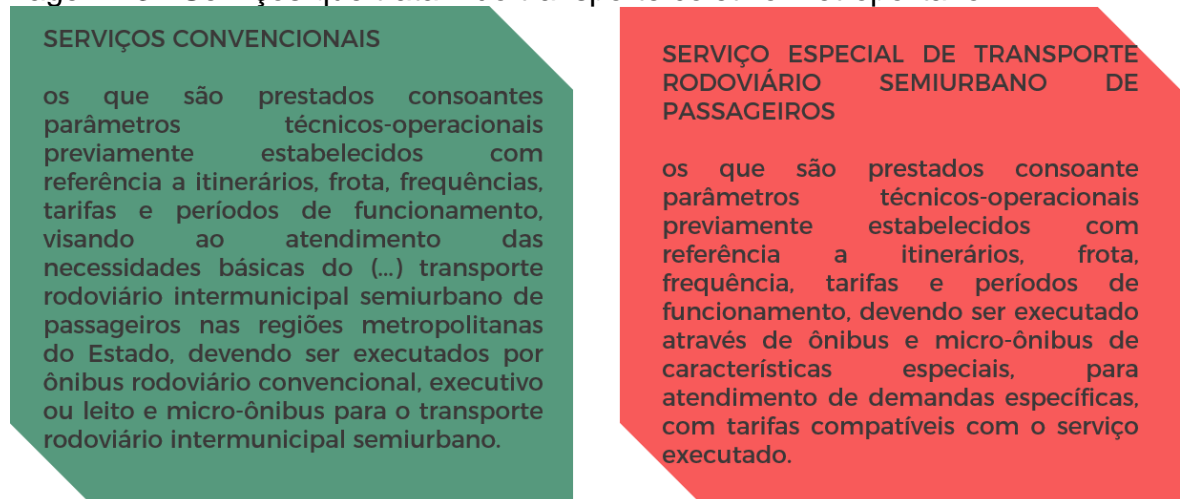 SERVIÇOS CONVENCIONAIS
os que são prestados consoantes
parâmetros técnicos-operacionais
previamente estabelecidos com
referência a itinerários, frota, frequências,
tarifas e períodos de funcionamento,
visando ao atendimento das
necessidades básicas do (...) transporte
rodoviário intermunicipal semiurbano de
passageiros nas regiões metropolitanas
do Estado, devendo ser executados por
ônibus rodoviário convencional, executivo
ou leito e micro-ônibus para o transporte
rodoviário intermunicipal semiurbano.
SERVIÇO ESPECIAL DE TRANSPORTE
RODOVIÁRIO SEMIURBANO DE
PASSAGEIROS
os que são prestados consoante
parâmetros técnicos-operacionais
previamente estabelecidos com
referência a itinerários, frota,
frequência, tarifas e períodos de
funcionamento, devendo ser executado
através de ônibus e micro-ônibus de
características especiais, para
atendimento de demandas específicas,
com tarifas compatíveis com o serviço
executado.